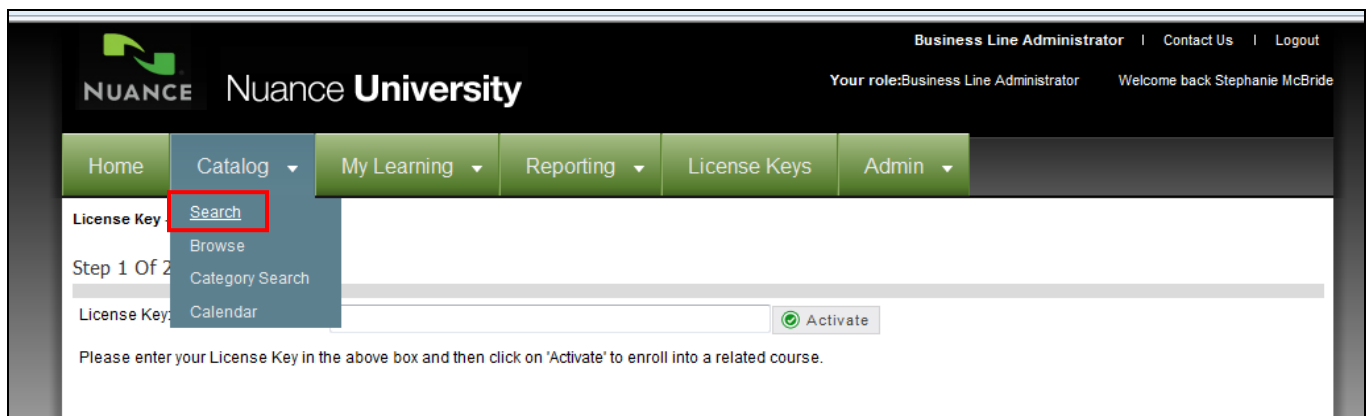 Business Line Administrator | Contact Us | Logout
NUANCE Nuance University
Your role:Business Line Administrator Welcome back Stephanie McBride
Home Catalog My Learning Reporting License Keys Admin
License Key -
Search
Browse
Step 1 Of 2
Category Search
License Key:
Calendar
Activate
Please enter your License Key in the above box and then click on 'Activate' to enroll into a related course.